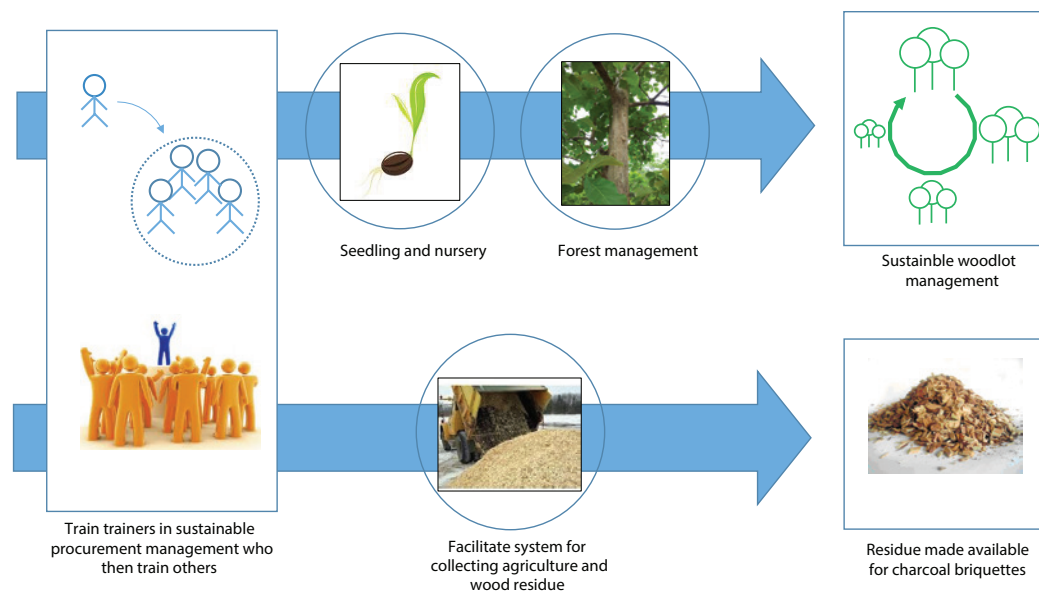 Seedling and nursery
Forest management
Sustainble woodlot
management
Train trainers in sustainable
procurement management who
then train others
Facilitate system for
collecting agriculture and
wood residue
Residue made available
for charcoal briquettes